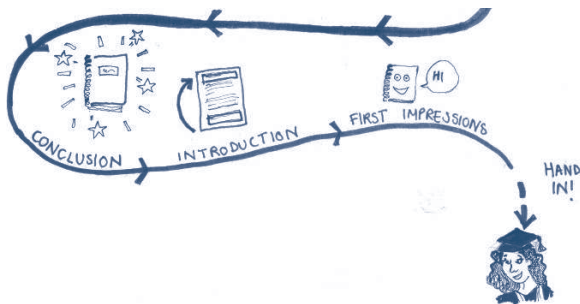 HI
CONCLUSION
INTRODUCTION
FIRST IMPRESSIONS
HAND
IN!